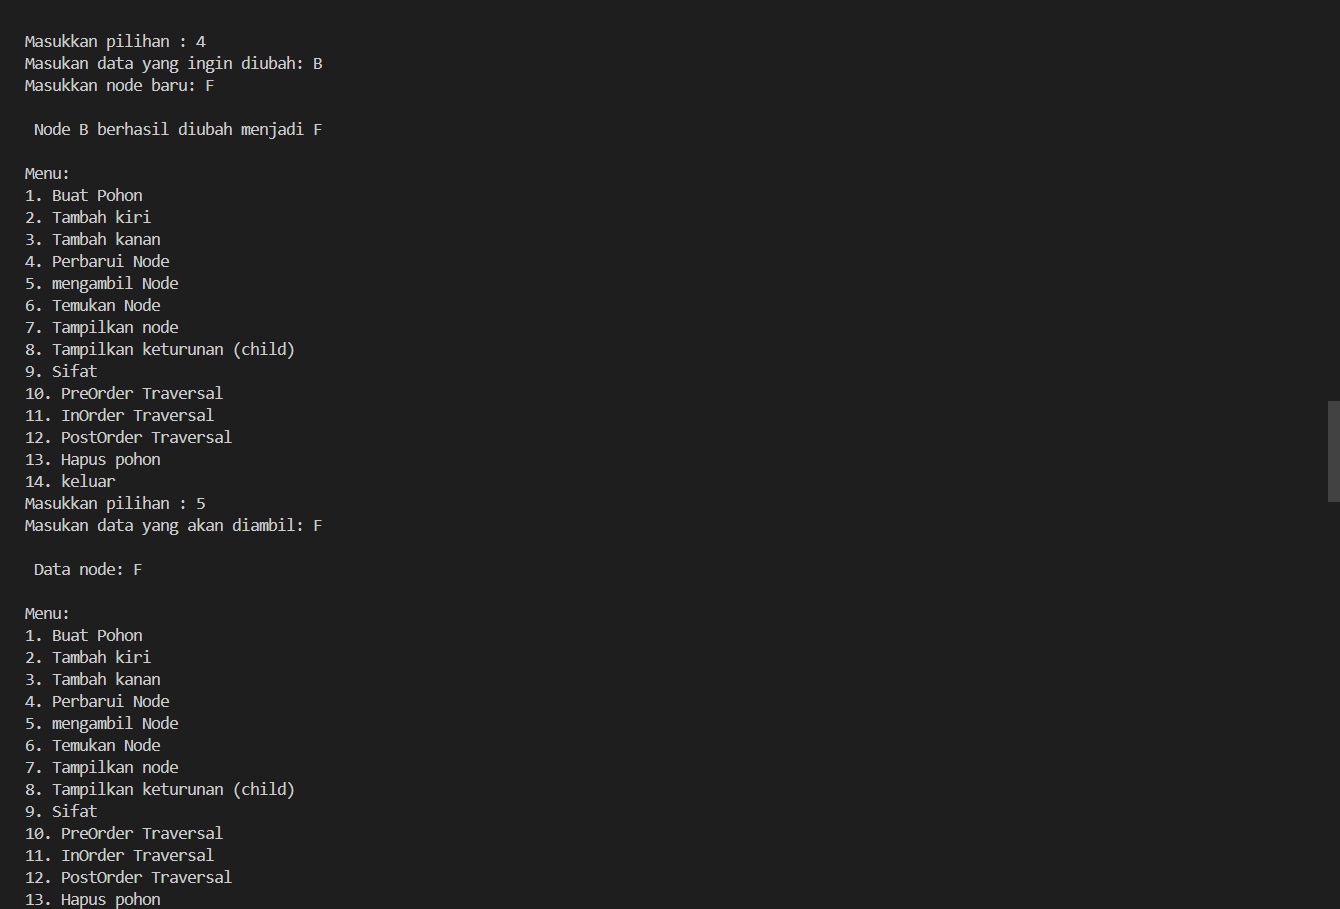 Masukkan pilihan : 4
Masukan data yang ingin diubah: B
Masukkan node baru: F
Node B berhasil diubah menjadi F
Menu:
1. Buat Pohon
2. Tambah kiri
3. Tambah kanan
4. Perbarui Node
5. mengambil Node
6. Temukan Node
7. Tampilkan node
8. Tampilkan keturunan (child)
9. Sifat
10. PreOrder Traversal
11. InOrder Traversal
12. PostOrder Traversal
13. Hapus pohon
14. keluar
Masukkan pilihan : 5
Masukan data yang akan diambil: F
Data node: F
Menu:
1. Buat Pohon
2. Tambah kiri
3. Tambah kanan
4. Perbarui Node
5. mengambil Node
6. Temukan Node
7. Tampilkan node
8. Tampilkan keturunan (child)
9. Sifat
10. PreOrder Traversal
11. InOrder Traversal
12. PostOrder Traversal
13. Hapus pohon